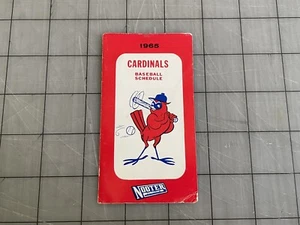 1965
CARDINALS
BASEBALL
SCHEDULE
NOOTER